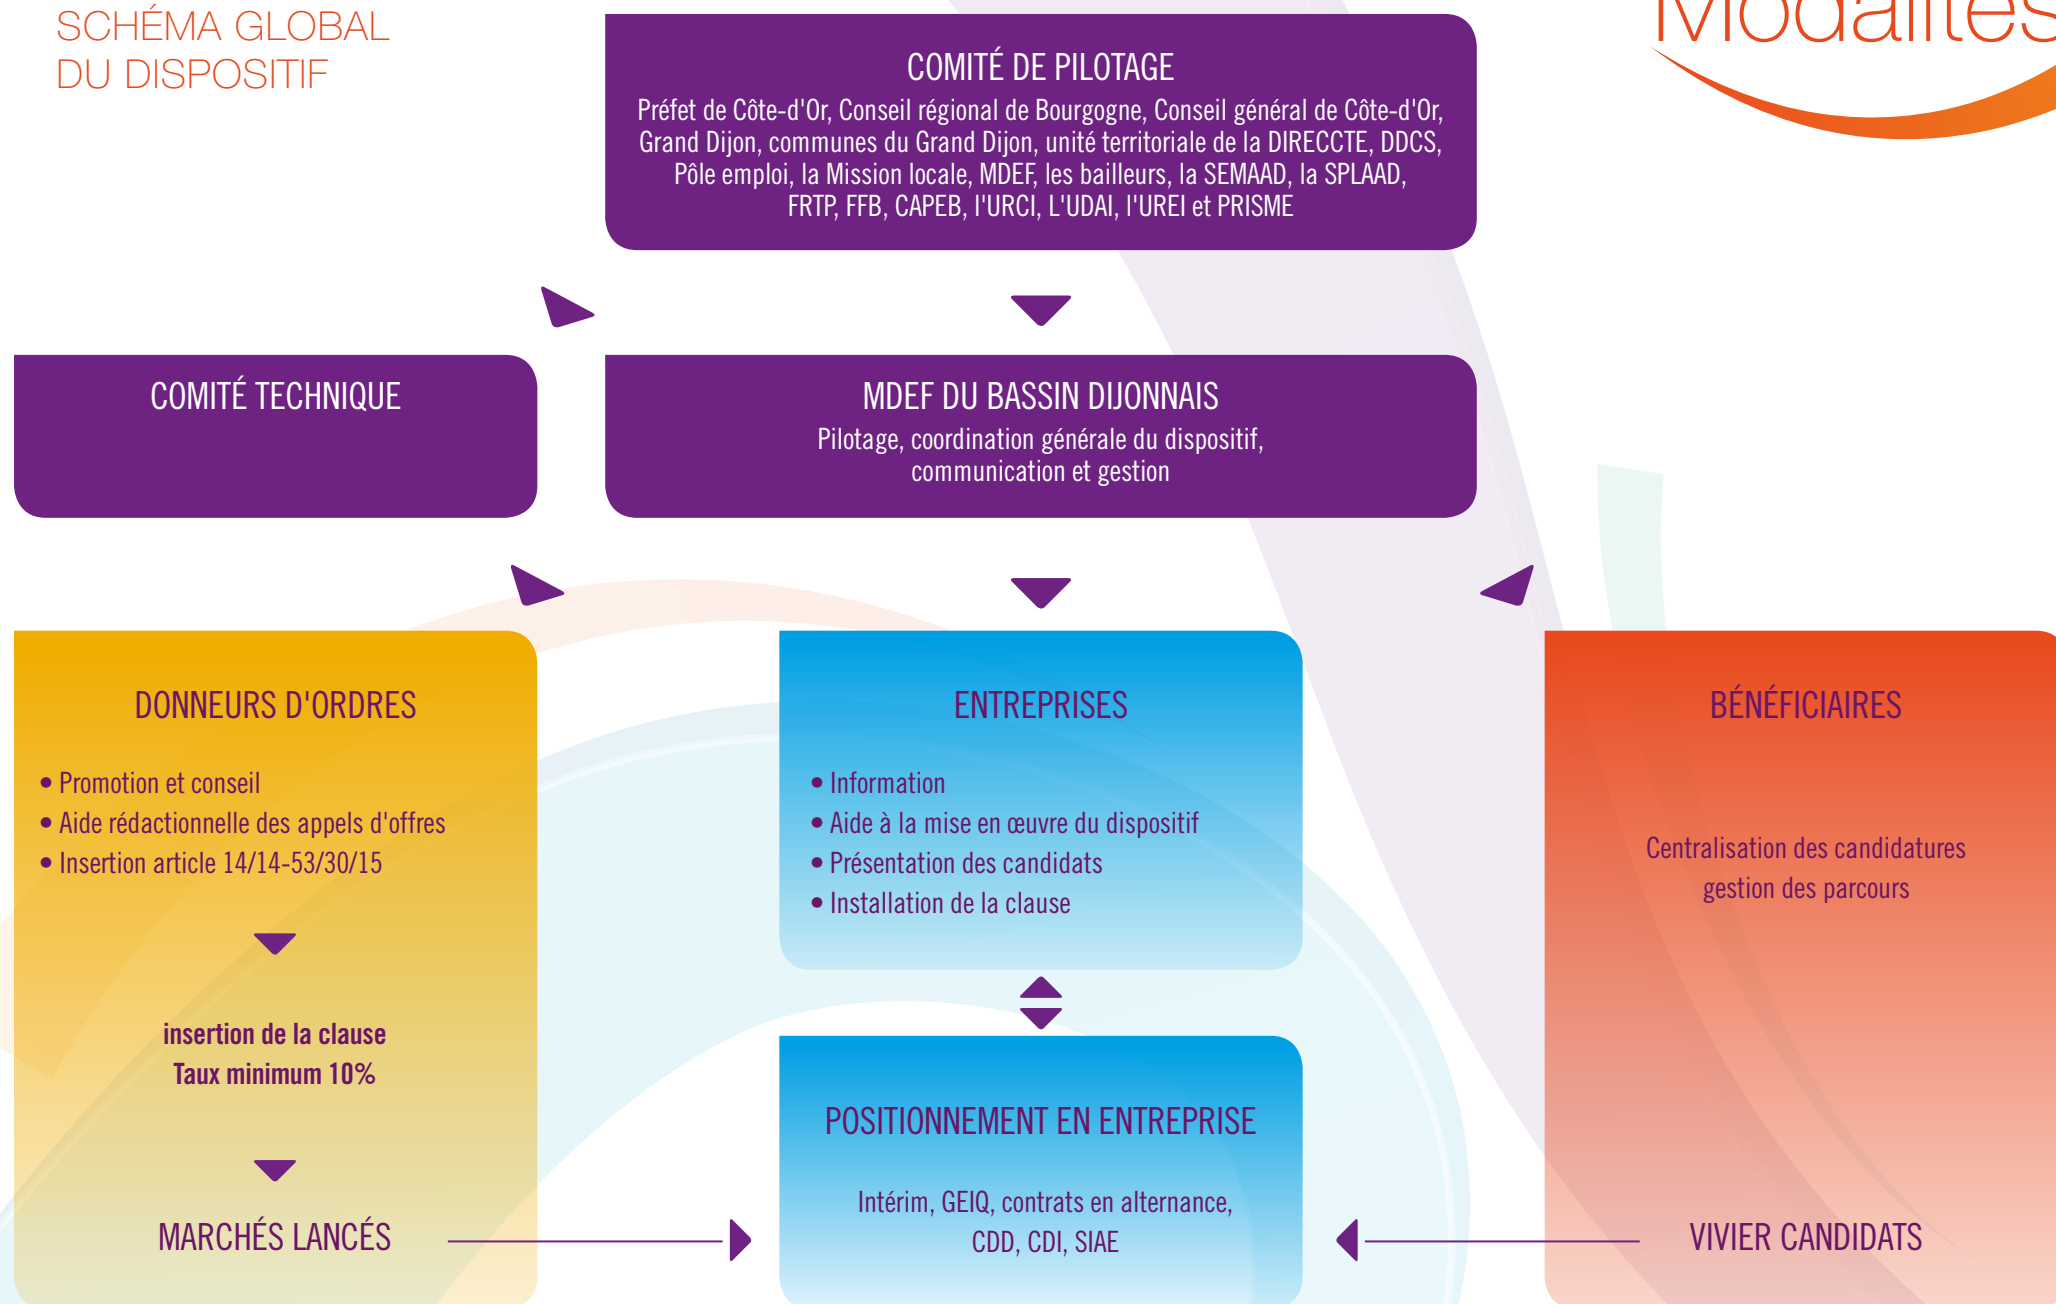 SCHÉMA GLOBAL
DU DISPOSITIF
Modalités
COMITÉ DE PILOTAGE
Préfet de Côte-d'Or, Conseil régional de Bourgogne, Conseil général de Côte-d'Or,
Grand Dijon, communes du Grand Dijon, unité territoriale de la DIRECCTE, DDCS,
Pôle emploi, la Mission locale, MDEF, les bailleurs, la SEMAAD, la SPLAAD,
FRTP, FFB, CAPEB, l'URCI, L'UDAI, l'UREI et PRISME
COMITÉ TECHNIQUE
MDEF DU BASSIN DIJONNAIS
Pilotage, coordination générale du dispositif,
communication et gestion
DONNEURS D'ORDRES
• Promotion et conseil
• Aide rédactionnelle des appels d'offres
• Insertion article 14/14-53/30/15
insertion de la clause
Taux minimum 10%
MARCHÉS LANCÉS
ENTREPRISES
• Information
• Aide à la mise en œuvre du dispositif
• Présentation des candidats
• Installation de la clause
POSITIONNEMENT EN ENTREPRISE
Intérim, GEIQ, contrats en alternance,
CDD, CDI, SIAE
BÉNÉFICIAIRES
Centralisation des candidatures
gestion des parcours
VIVIER CANDIDATS